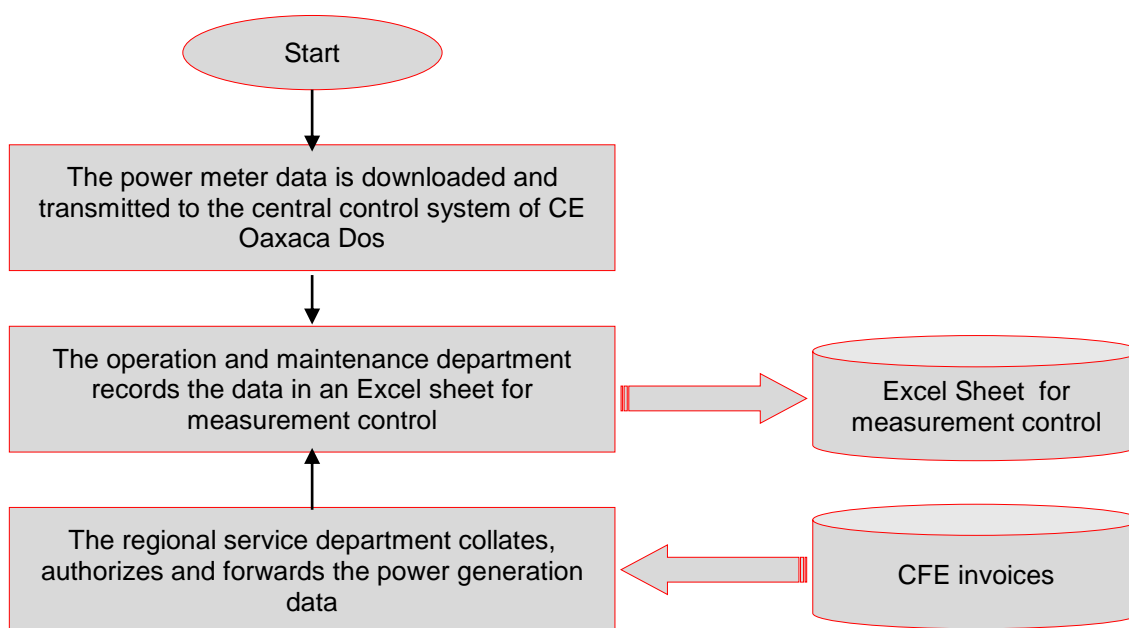 Start
The power meter data is downloaded and
transmitted to the central control system of CE
Oaxaca Dos
The operation and maintenance department
records the data in an Excel sheet for
measurement control
Excel Sheet for
measurement control
The regional service department collates,
authorizes and forwards the power generation
data
CFE invoices